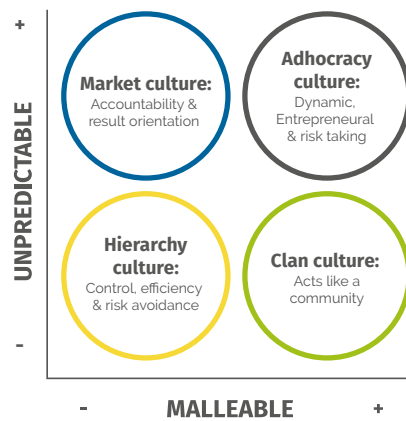 +
Market culture:
Accountability &
result orientation
Adhocracy
culture:
Dynamic,
Entrepreneural
& risk taking
UNPREDICTABLE
Hierarchy
culture:
Control, efficiency
& risk avoidance
Clan culture:
Acts like a
community
-
- MALLEABLE +